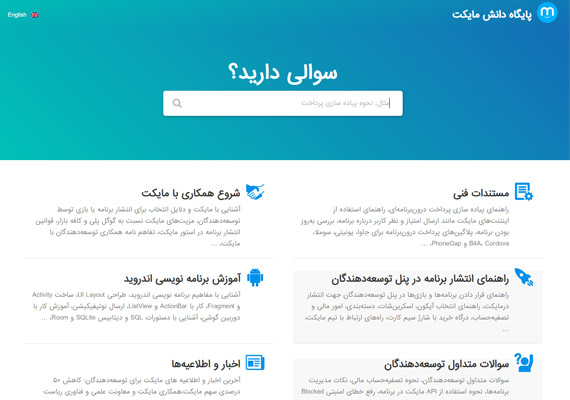 پایگاه دانش مایکت
English
سوالی دارید؟
مثال: نحوه پیاده سازی پرداخت
مستندات فنی
راهنمای پیاده سازی پرداخت درون‌برنامه‌ای، راهنمای استفاده از
اینتنت‌های مایکت مانند ارسال امتیاز و نظر کاربر درباره برنامه، بررسی به‌روز
بودن برنامه، پلاگین‌های پرداخت درون‌برنامه برای جاوا، یونیتی، سوملا،
B4A، Cordova و PhoneGap، ...
شروع همکاری با مایکت
آشنایی با مایکت و دلایل انتخاب برای انتشار برنامه یا بازی توسط
توسعه‌دهندگان، مزیت‌های مایکت نسبت به گوگل پلی و کافه بازار، قوانین
انتشار برنامه در استور مایکت، تفاهم نامه همکاری توسعه‌دهندگان با
مایکت، ...
راهنمای انتشار برنامه در پنل توسعه‌دهندگان
راهنمای قرار دادن برنامه‌ها و بازی‌ها در پنل توسعه‌دهندگان جهت انتشار
درمایکت، راهنمای انتخاب آیکون، اسکرین‌شات، دسته‌بندی، امور مالی و
تصفیه‌حساب، درگاه خرید با شارژ سیم کارت، راه‌های ارتباط با تیم مایکت،
...
آموزش برنامه نویسی اندروید
آشنایی با مفاهیم برنامه نویسی اندروید، طراحی UI Layout، ساخت Activity
و Fragment، کار با ActionBar و ListView، ارسال نوتیفیکیشن، آموزش کار با
دوربین گوشی، آشنایی با دستورات SQL و دیتابیس SQLite و Room، ...
سوالات متداول توسعه‌دهندگان
سوالات متداول توسعه‌دهندگان، نحوه تصفیه‌حساب مالی، نکات مدیریت
برنامه‌ها، نحوه استفاده از API مایکت در برنامه، رفع خطای امنیتی Blocked
اخبار و اطلاعیه‌ها
آخرین اخبار و اطلاعیه های مایکت برای توسعه‌دهندگان: کاهش ۵۰
درصدی سهم مایکت،همکاری مایکت و معاونت علمی و فناوری ریاست